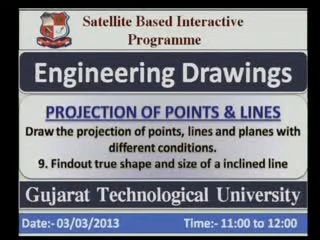 Satellite Based Interactive
Programme
Engineering Drawings
PROJECTION OF POINTS & LINES
Draw the projection of points, lines and planes with
different conditions.
9. Findout true shape and size of a inclined line
Gujarat Technological University
Date:- 03/03/2013 Time:- 11:00 to 12:00